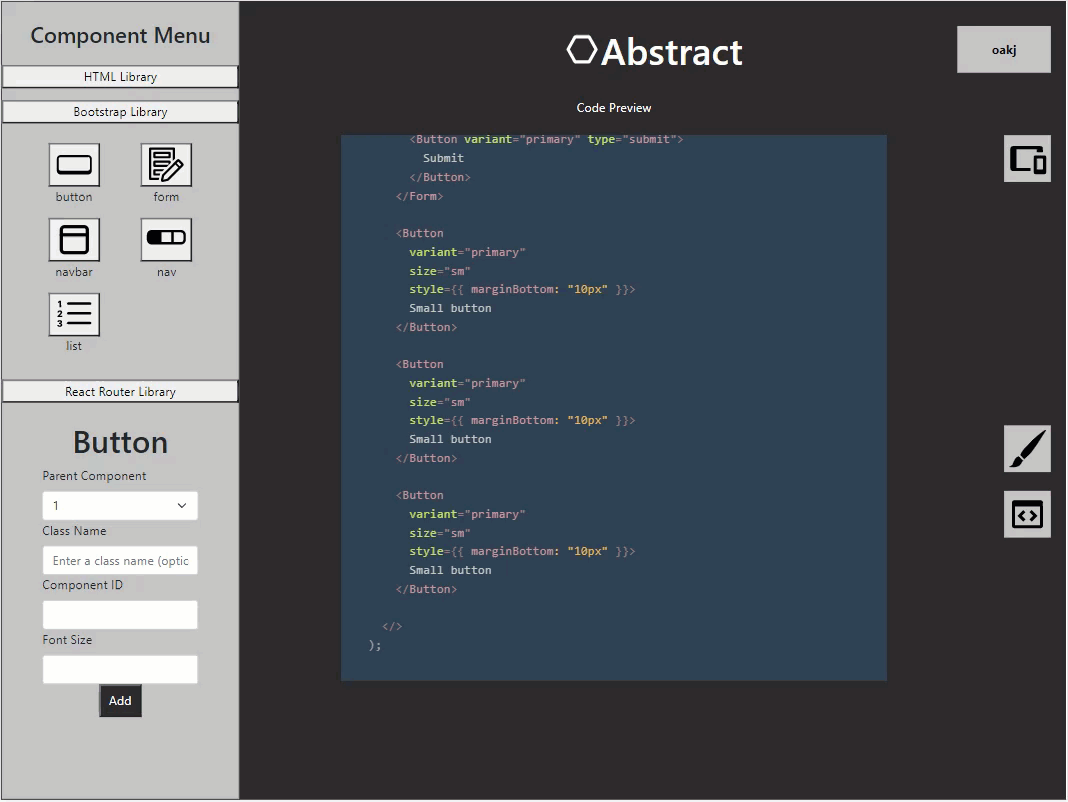 Component Menu
HTML Library
Bootstrap Library
button
form
navbar
nav
1
2
3
list
React Router Library
Button
Parent Component
1
Class Name
Enter a class name (optic
Component ID
Font Size
Add
Abstract
oakj
Code Preview
<Button variant="primary" type="submit">
Submit
</Button>
</Form>
<Button
variant="primary"
size="sm"
style={{ marginBottom: "10px" }}>
Small button
</Button>
<Button
variant="primary"
size="sm"
style={{ marginBottom: "10px" }}>
Small button
</Button>
<Button
variant="primary"
size="sm"
style={{ marginBottom: "10px" }}>
Small button
</Button>
</>
);